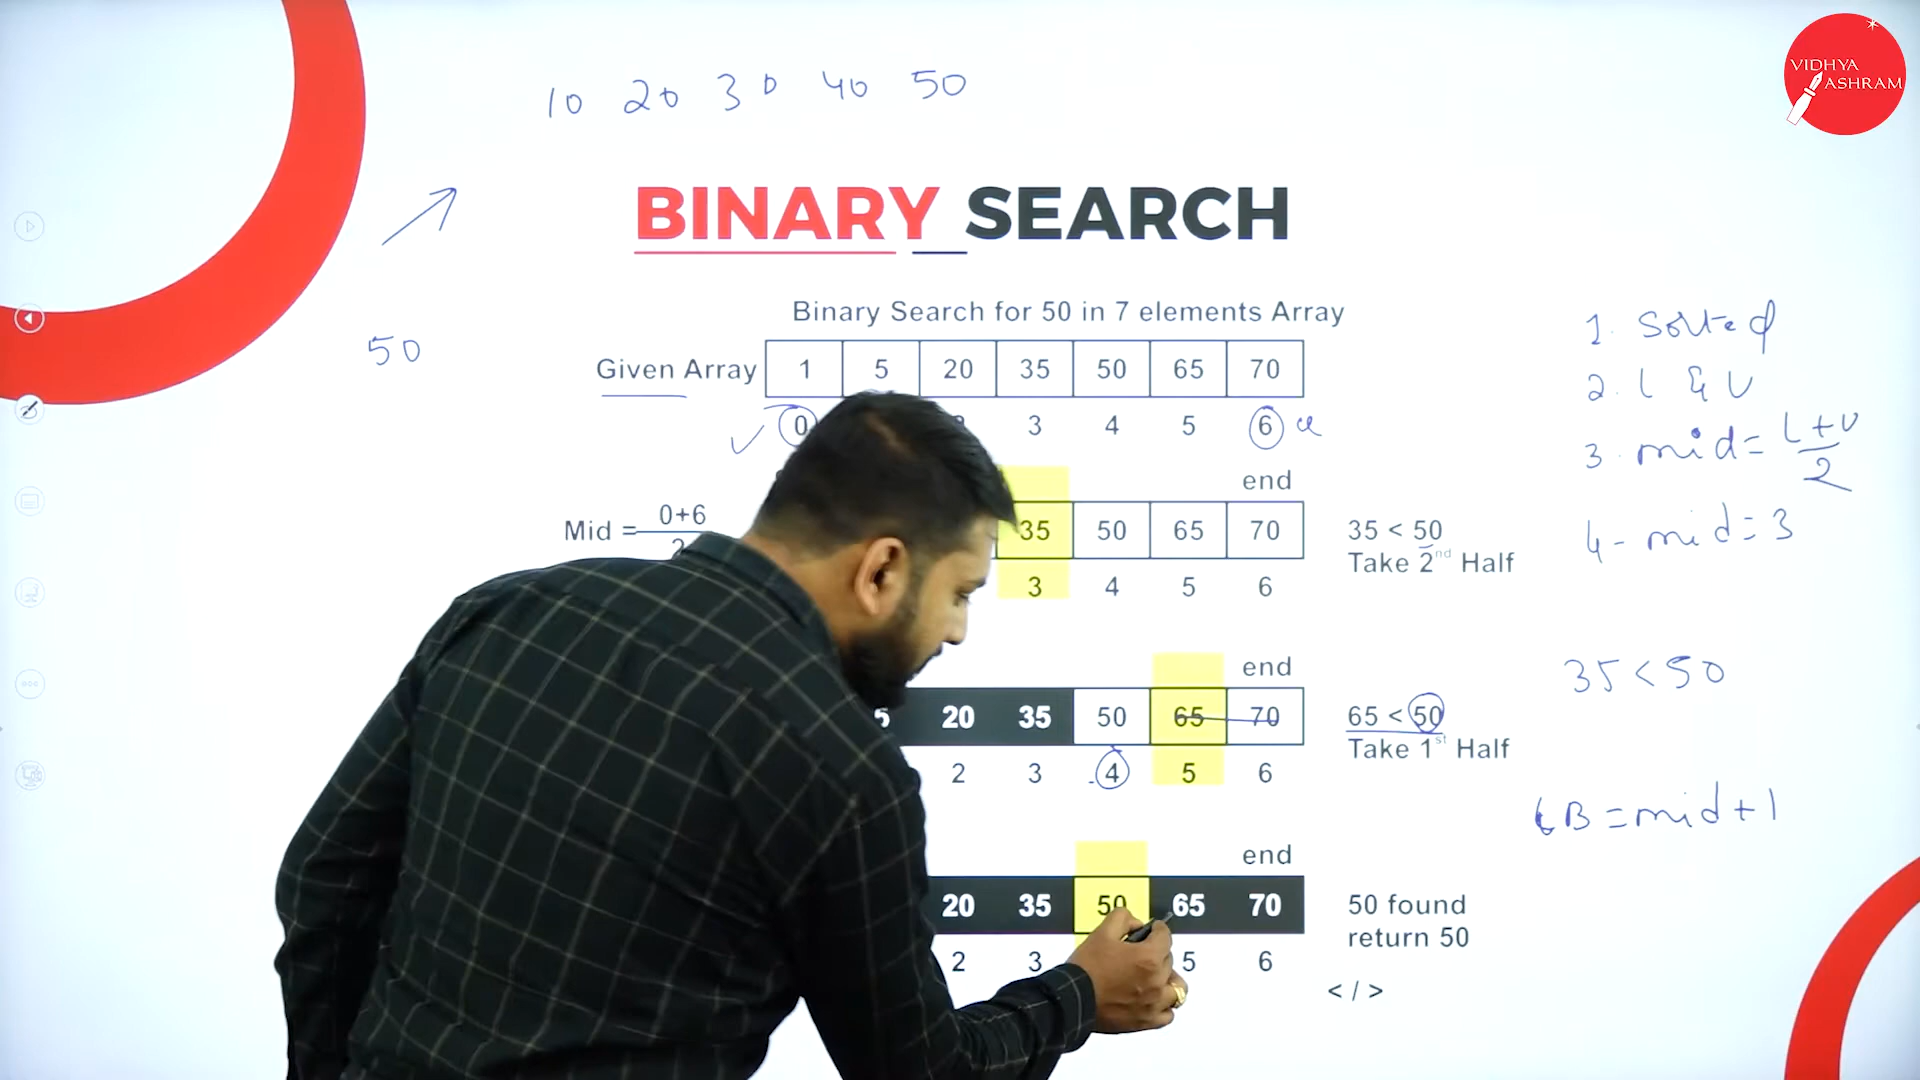 VIDHYA
ASHRAM
10 20 30 40 50
BINARY SEARCH
Binary Search for 50 in 7 elements Array
50
Given Array 1 5 20 35 50 65 70
0 3 4 5 6 u
1. Sorted
2. L & U
3. mid = L+U
2
4- mid = 3
end
Mid = 0+6
35 50 65 70
35 < 50
Take 2nd Half
3 4 5 6
end
35 < 50
5 20 35 50 65 70
65 < 50
Take 1st Half
2 3 4 5 6
LB = mid + 1
end
20 35 50 65 70
50 found
return 50
2 3 5 6
< / >